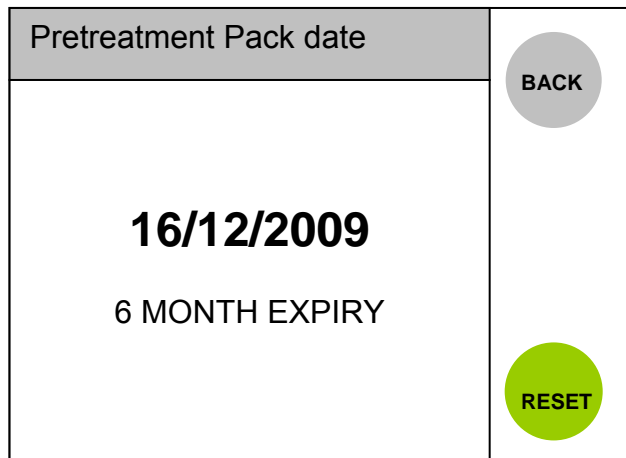 Pretreatment Pack date
BACK
16/12/2009
6 MONTH EXPIRY
RESET